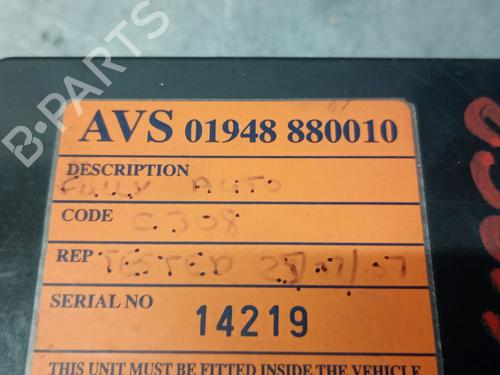 B-PARTS
AVS 01948 880010
DESCRIPTION
FULLY AUTO
CODE C308
REP TESTED
SERIAL NO 14219
THIS UNIT MUST BE FITTED INSIDE THE VEHICLE